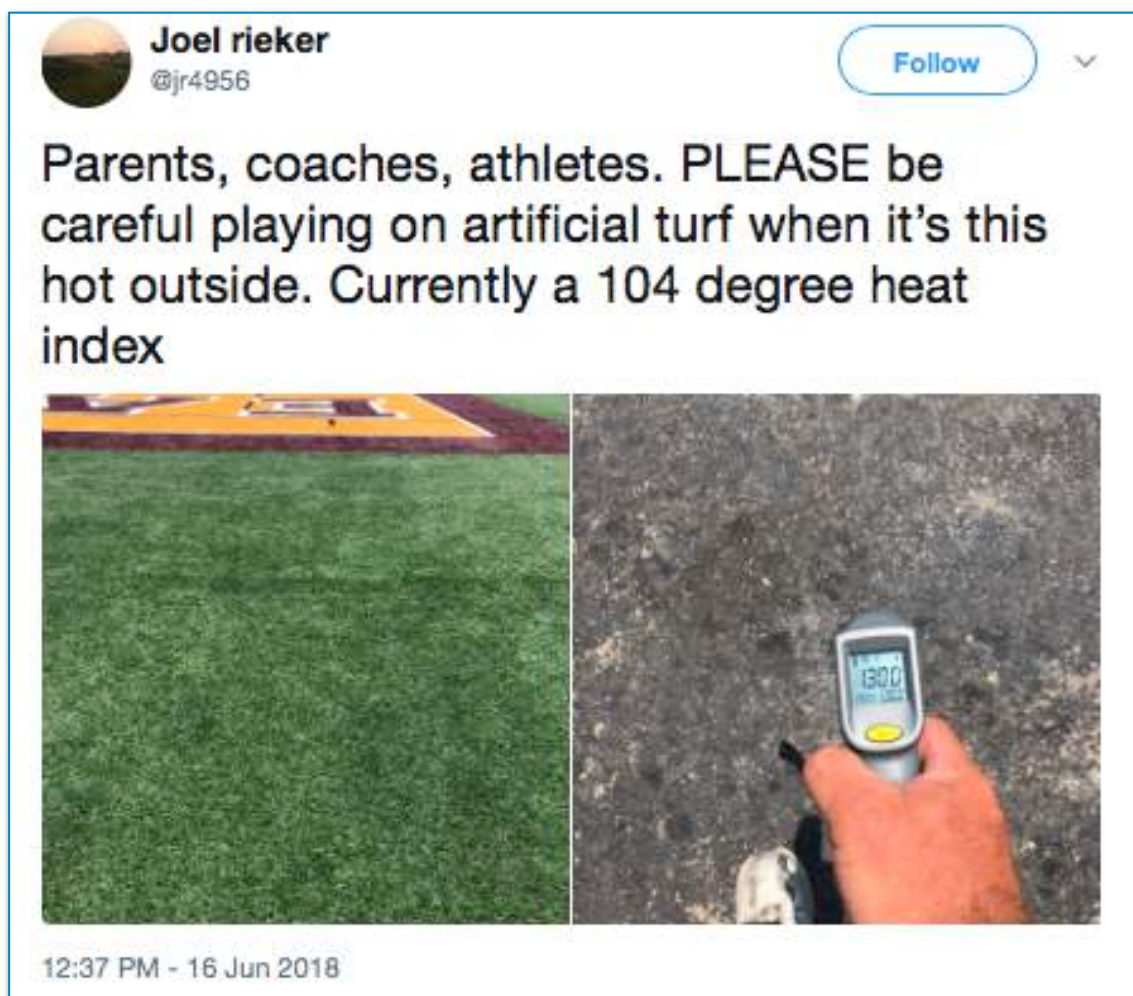 Joel rieker
@jr4956
Follow
Parents, coaches, athletes. PLEASE be
careful playing on artificial turf when it’s this
hot outside. Currently a 104 degree heat
index
130.0
12:37 PM - 16 Jun 2018